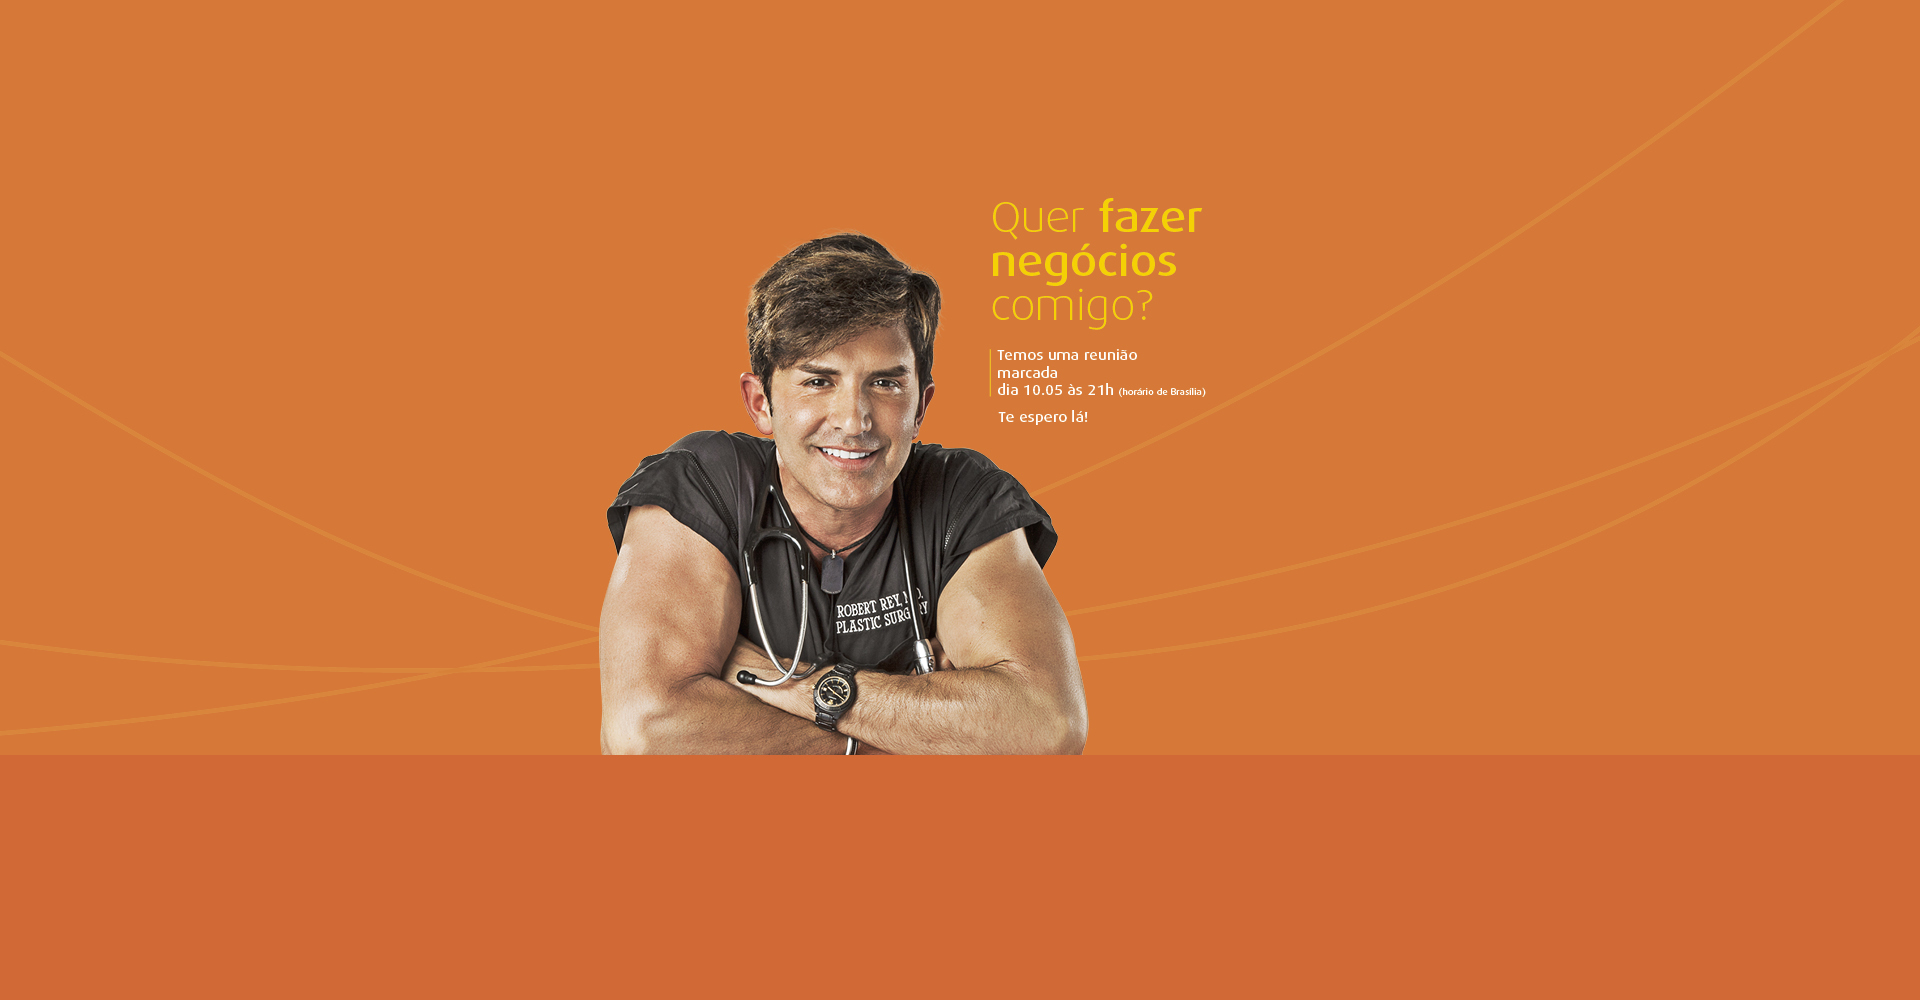 Quer fazer
negócios
comigo?
Temos uma reunião
marcada
dia 10.05 às 21h (horário de Brasília)
Te espero lá!
ROBERT REY, M.D.
PLASTIC SURGERY